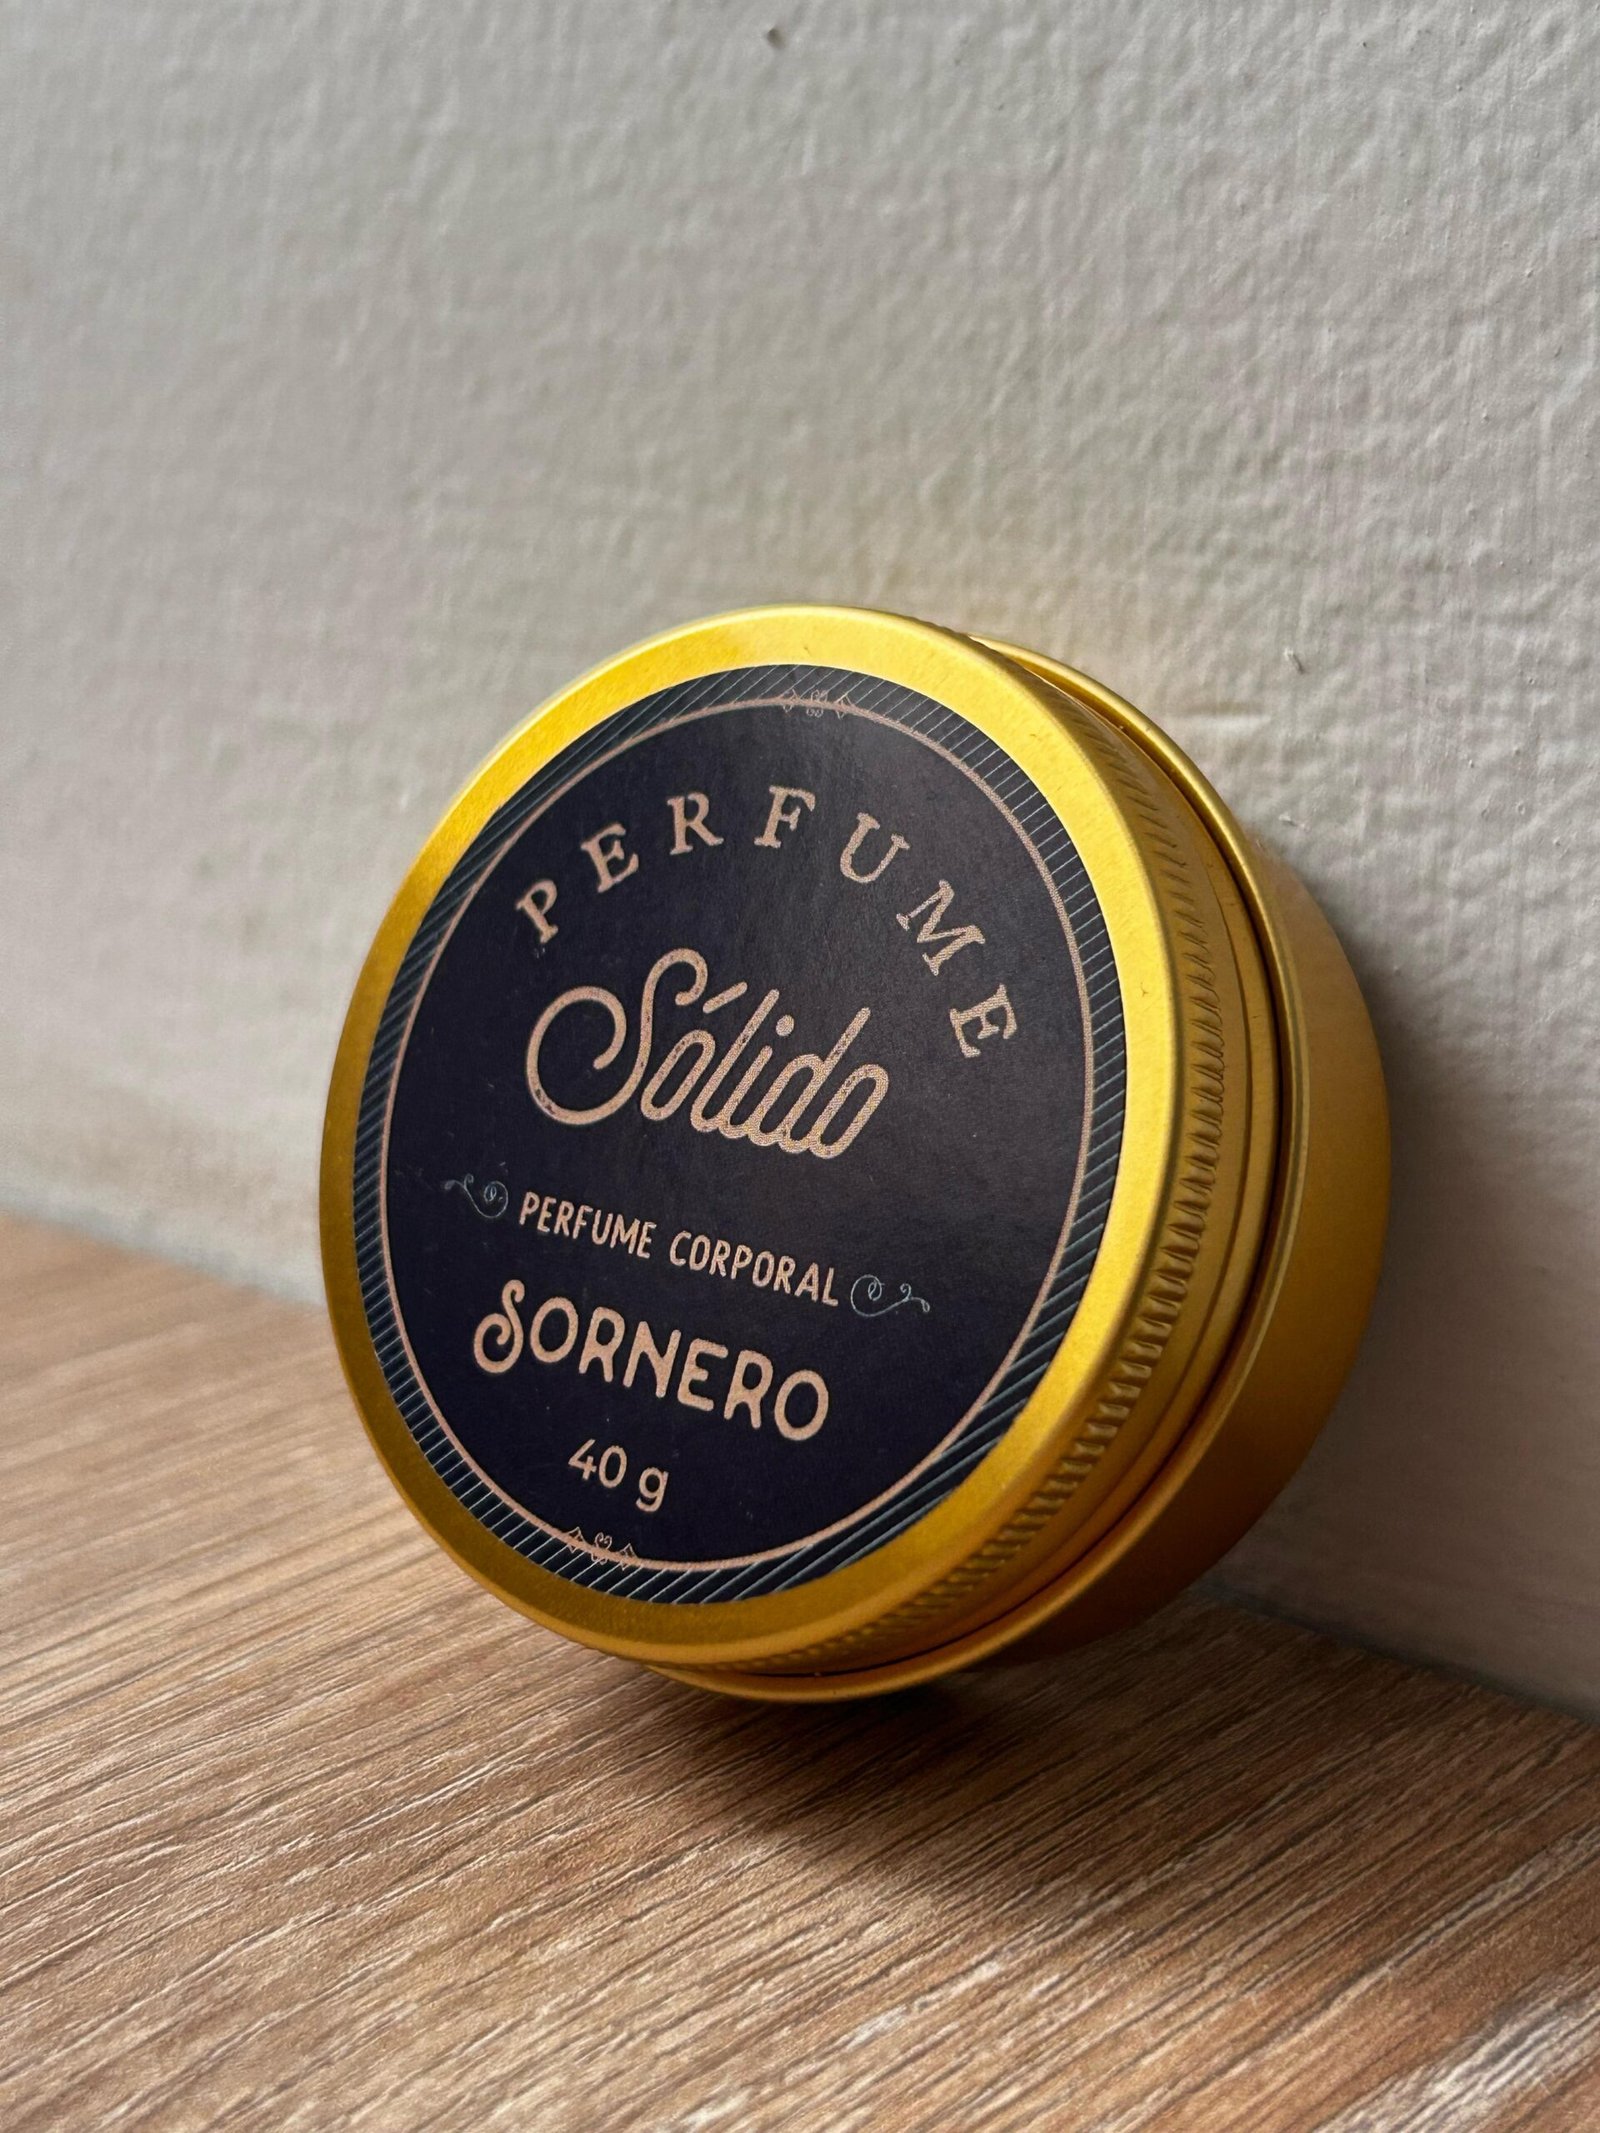 PERFUME
Sólido
PERFUME CORPORAL
SORNERO
40 g